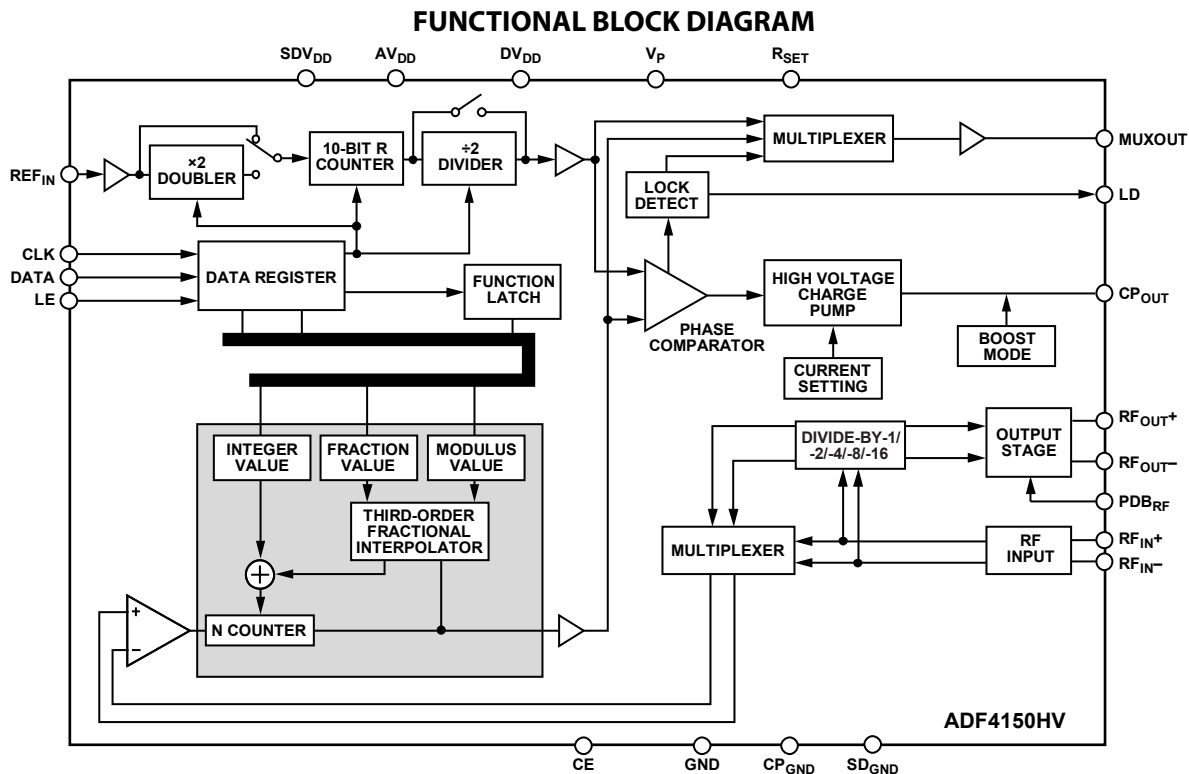 FUNCTIONAL BLOCK DIAGRAM
SDVDD
AVDD
DVDD
VP
RSET
REFIN
×2
DOUBLER
10-BIT R
COUNTER
÷2
DIVIDER
MULTIPLEXER
MUXOUT
LOCK
DETECT
LD
CLK
DATA
LE
DATA REGISTER
FUNCTION
LATCH
PHASE
COMPARATOR
HIGH VOLTAGE
CHARGE
PUMP
CPOUT
BOOST
MODE
CURRENT
SETTING
INTEGER
VALUE
FRACTION
VALUE
MODULUS
VALUE
THIRD-ORDER
FRACTIONAL
INTERPOLATOR
+
N COUNTER
+
−
DIVIDE-BY-1/
-2/-4/-8/-16
OUTPUT
STAGE
RFOUT+
RFOUT−
PDBRF
MULTIPLEXER
RF
INPUT
RFIN+
RFIN−
ADF4150HV
CE
GND
CPGND
SDGND